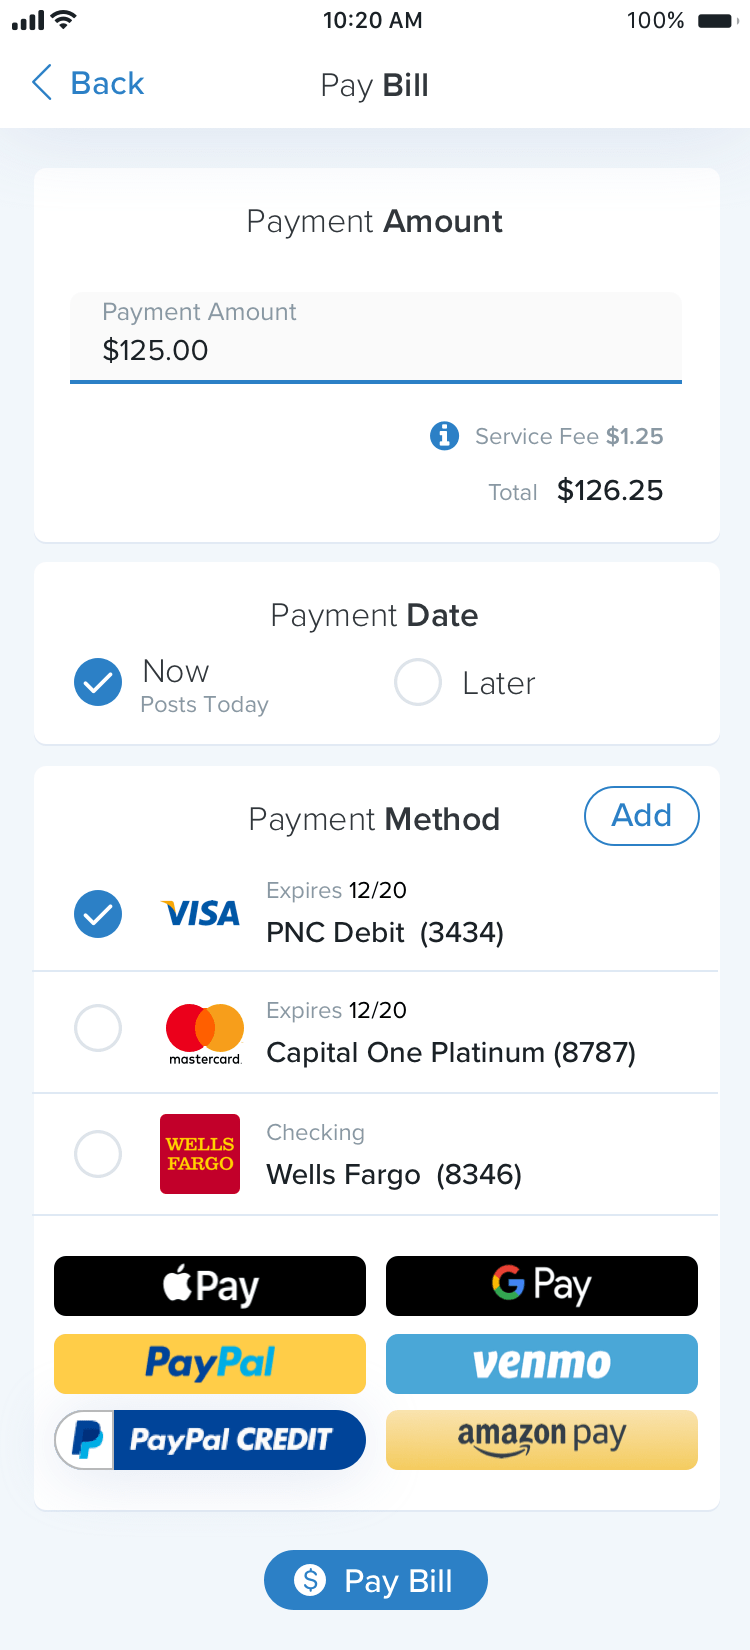 10:20 AM 100%
Back Pay Bill
Payment Amount
Payment Amount
$125.00
Service Fee $1.25
Total $126.25
Payment Date
Now
Posts Today
Later
Payment Method Add
Expires 12/20
VISA
PNC Debit (3434)
Expires 12/20
mastercard.
Capital One Platinum (8787)
Checking
WELLS
FARGO
Wells Fargo (8346)
Pay G Pay
PayPal venmo
P PayPal CREDIT amazon pay
$ Pay Bill